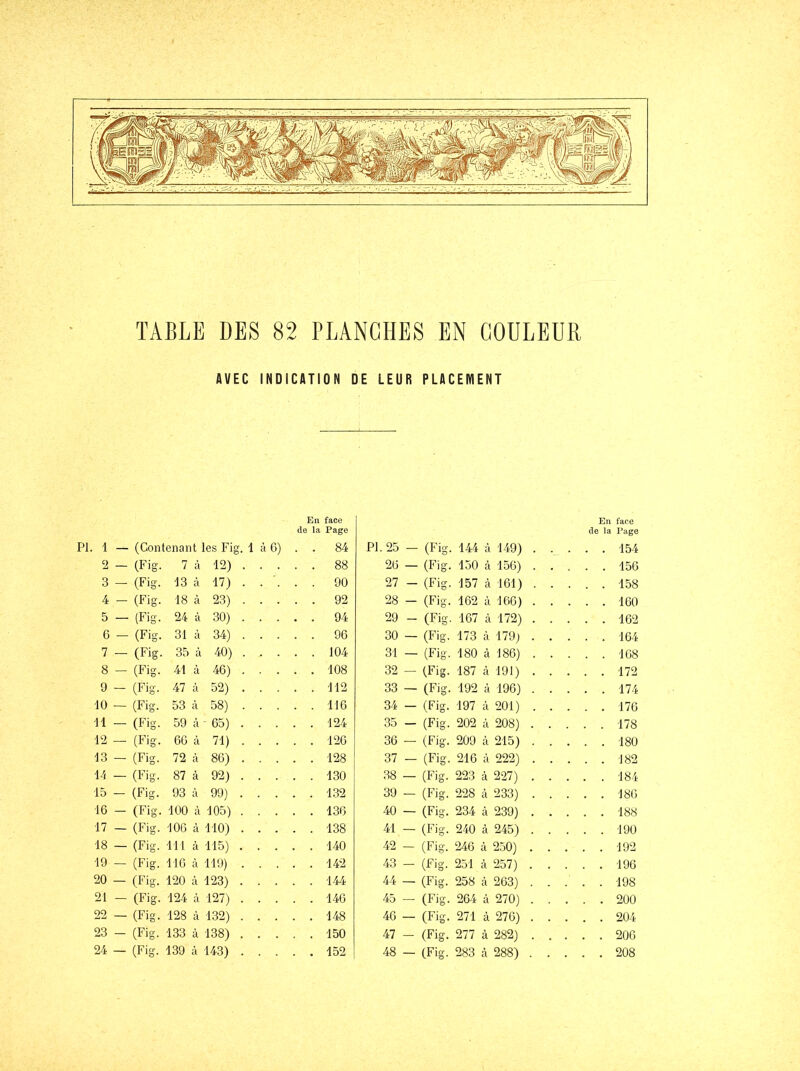 TABLE DES 82 PLANCHES EN COULEUR
AVEC INDICATION DE LEUR PLACEMENT
En face
de la Page
Pl. 1 — (Contenant les Fig. 1 à 6) . . 84
2 — (Fig. 7 à 12) . . . . . 88
3 — (Fig. 13 à 17) . . . . . 90
4 — (Fig. 18 à 23) . . . . . 92
5 — (Fig. 24 à 30) . . . . . 94
6 — (Fig. 31 à 34) . . . . . 96
7 — (Fig. 35 à 40) . . . . . 104
8 — (Fig. 41 à 46) . . . . . 108
9 — (Fig. 47 à 52) . . . . . 112
10 — (Fig. 53 à 58) . . . . . 116
11 — (Fig. 59 à 65) . . . . . 124
12 — (Fig. 66 à 71) . . . . . 126
13 — (Fig. 72 à 86) . . . . . 128
14 — (Fig. 87 à 92) . . . . . 130
15 — (Fig. 93 à 99) . . . . . 132
16 — (Fig. 100 à 105) . . . . . 136
17 — (Fig. 106 à 110) . . . . . 138
18 — (Fig. 111 à 115) . . . . . 140
19 — (Fig. 116 à 119) . . . . . 142
20 — (Fig. 120 à 123) . . . . . 144
21 — (Fig. 124 à 127) . . . . . 146
22 — (Fig. 128 à 132) . . . . . 148
23 — (Fig. 133 à 138) . . . . . 150
24 — (Fig. 139 à 143) . . . . . 152
En face
de la Page
Pl. 25 — (Fig. 144 à 149) . . . . . 154
26 — (Fig. 150 à 156) . . . . . 156
27 — (Fig. 157 à 161) . . . . . 158
28 — (Fig. 162 à 166) . . . . . 160
29 — (Fig. 167 à 172) . . . . . 162
30 — (Fig. 173 à 179) . . . . . 164
31 — (Fig. 180 à 186) . . . . . 168
32 — (Fig. 187 à 191) . . . . . 172
33 — (Fig. 192 à 196) . . . . . 174
34 — (Fig. 197 à 201) . . . . . 176
35 — (Fig. 202 à 208) . . . . . 178
36 — (Fig. 209 à 215) . . . . . 180
37 — (Fig. 216 à 222) . . . . . 182
38 — (Fig. 223 à 227) . . . . . 184
39 — (Fig. 228 à 233) . . . . . 186
40 — (Fig. 234 à 239) . . . . . 188
41 — (Fig. 240 à 245) . . . . . 190
42 — (Fig. 246 à 250) . . . . . 192
43 — (Fig. 251 à 257) . . . . . 196
44 — (Fig. 258 à 263) . . . . . 198
45 — (Fig. 264 à 270) . . . . . 200
46 — (Fig. 271 à 276) . . . . . 204
47 — (Fig. 277 à 282) . . . . . 206
48 — (Fig. 283 à 288) . . . . . 208